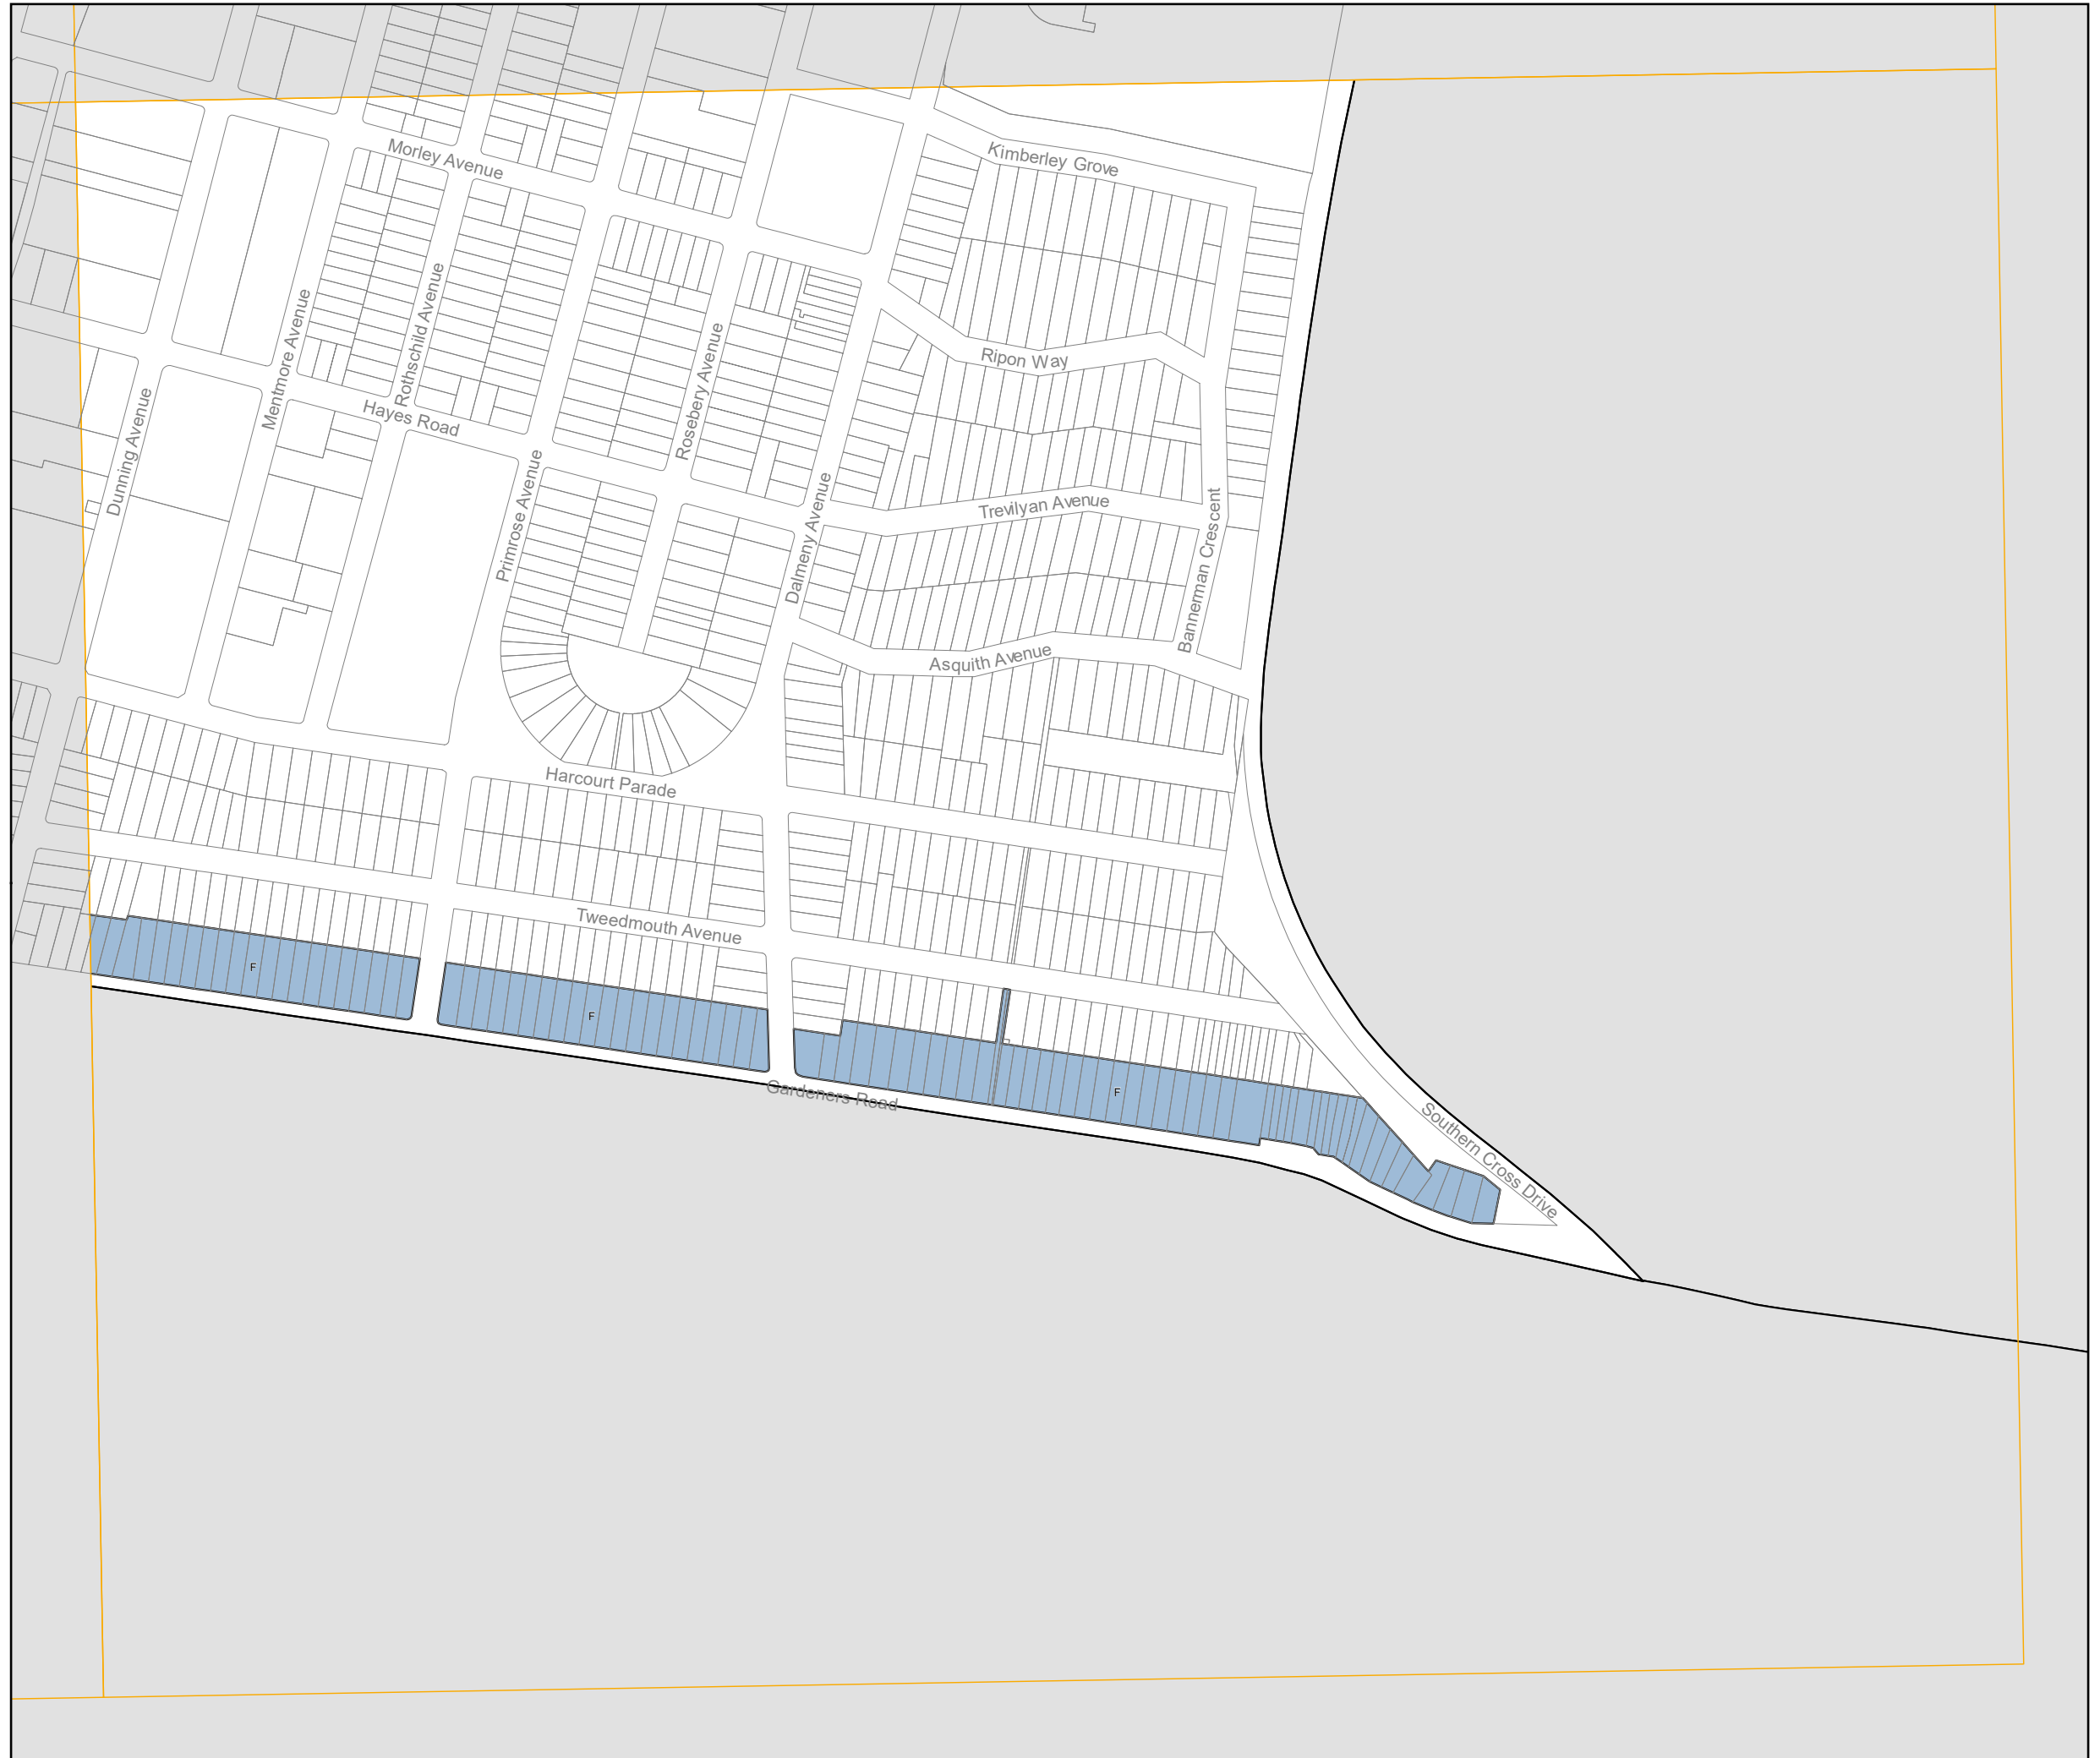 Morley Avenue
Kimberley Grove
Mentmore Avenue
Rothschild Avenue
Rosebery Avenue
Ripon Way
Dunning Avenue
Hayes Road
Primrose Avenue
Dalmeny Avenue
Trevilyan Avenue
Bannerman Crescent
Asquith Avenue
Harcourt Parade
Tweedmouth Avenue
F
F
F
Gardeners Road
Southern Cross Drive